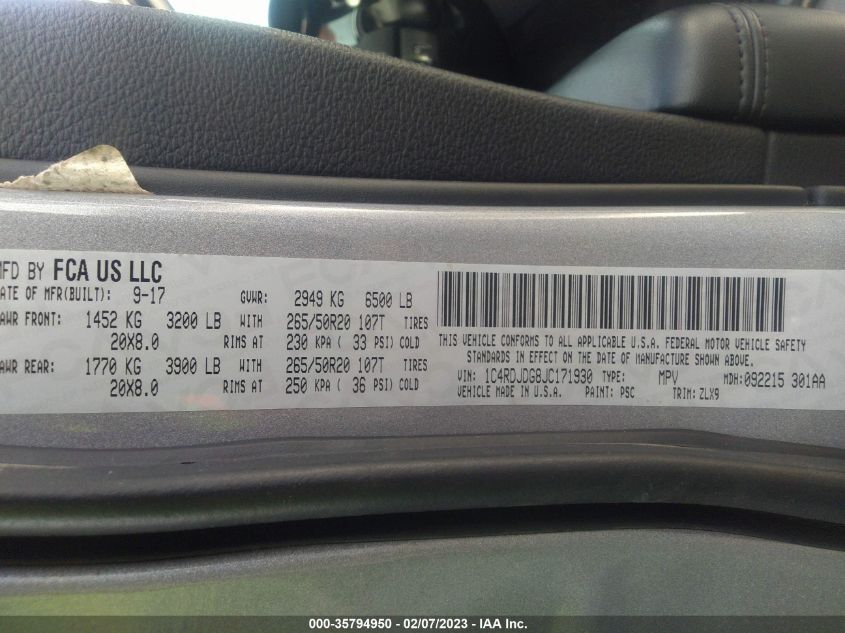 MFD BY FCA US LLC
DATE OF MFR(BUILT): 9-17 GVWR: 2949 KG 6500 LB
GAWR FRONT: 1452 KG 3200 LB WITH 265/50R20 107T TIRES
20X8.0 RIMS AT 230 KPA ( 33 PSI) COLD
GAWR REAR: 1770 KG 3900 LB WITH 265/50R20 107T TIRES
20X8.0 RIMS AT 250 KPA ( 36 PSI) COLD
THIS VEHICLE CONFORMS TO ALL APPLICABLE U.S.A. FEDERAL MOTOR VEHICLE SAFETY
STANDARDS IN EFFECT ON THE DATE OF MANUFACTURE SHOWN ABOVE.
VIN: 1C4RDJDG8JC171930 TYPE: MPV MDH: 092215 301AA
VEHICLE MADE IN U.S.A. PAINT: PSC TRIM: ZLX9
000-35794950 - 02/07/2023 - IAA Inc.